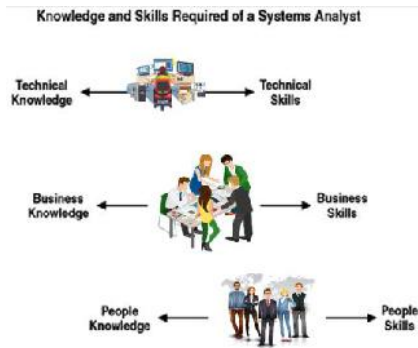 Knowledge and Skills Required of a Systems Analyst
Technical
Knowledge
Technical
Skills
Business
Knowledge
Business
Skills
People
Knowledge
People
Skills